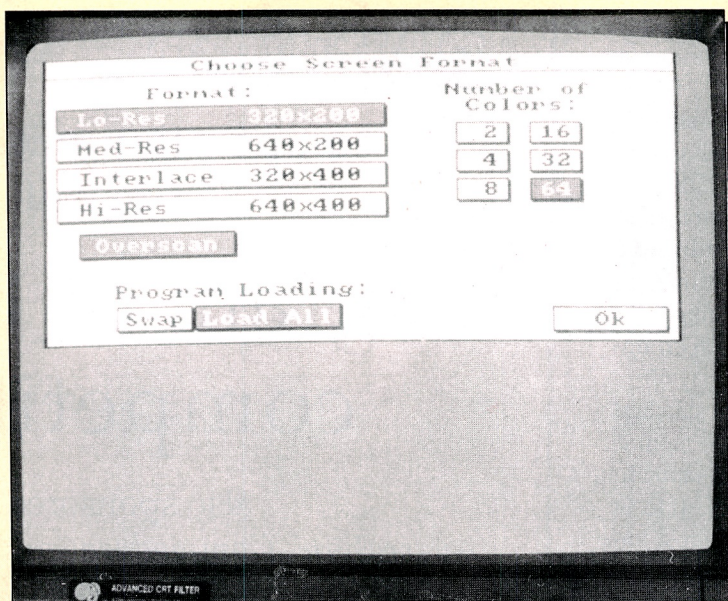 Choose Screen Format
Format:
Lo-Res 320x200
Med-Res 640x200
Interlace 320x400
Hi-Res 640x400
Overscan
Number of
Colors:
2 16
4 32
8 64
Program Loading:
Swap Load All
Ok
ADVANCED CRT FILTER